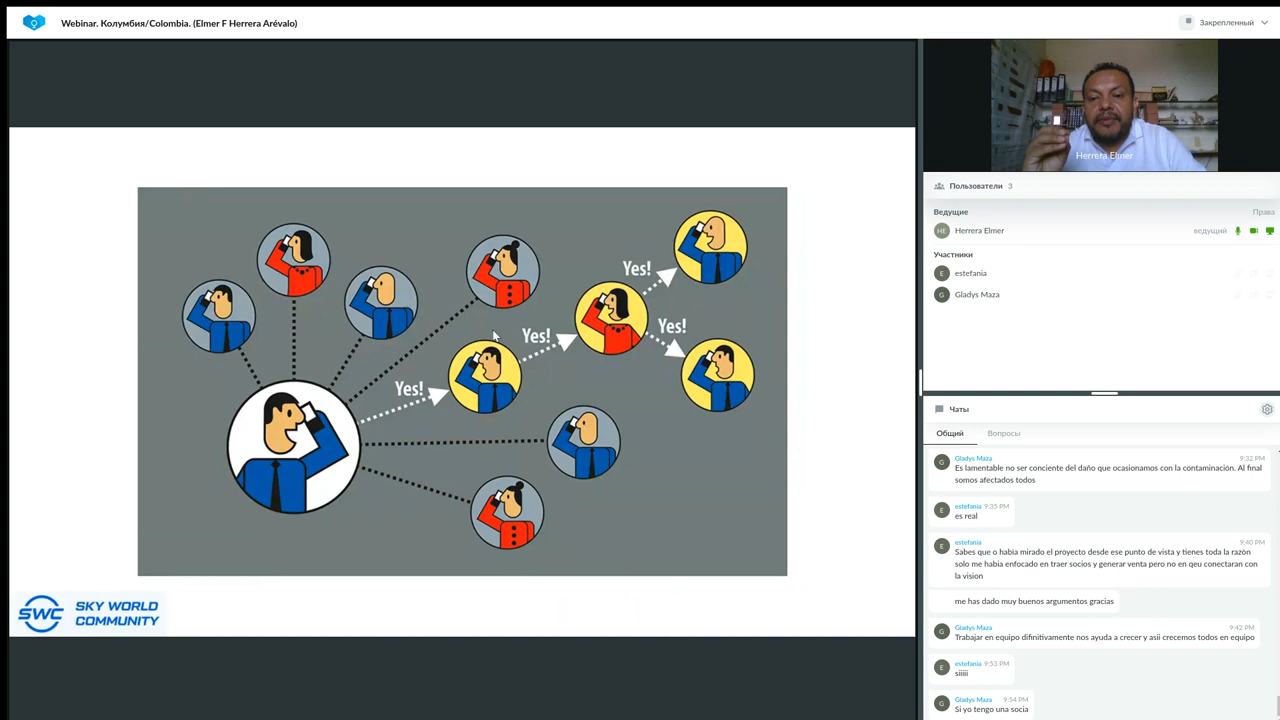 Webinar. Колумбия/Colombia. (Elmer F Herrera Arévalo)
Закрепленный
Yes!
Yes!
Yes!
Yes!
SWC SKY WORLD
COMMUNITY
Herrera Elmer
Пользователи 3
Ведущие Права
HE Herrera Elmer ведущий
Участники
E estefania
G Gladys Maza
Чаты
Общий Вопросы
G Gladys Maza 9:32 PM
Es lamentable no ser conciente del daño que ocasionamos con la contaminación. Al final
somos afectados todos
E estefania 9:35 PM
es real
E estefania 9:40 PM
Sabes que o habia mirado el proyecto desde ese punto de vista y tienes toda la razòn
solo me habia enfocado en traer socios y generar venta pero no en qeu conectaran con
la vision
me has dado muy buenos argumentos gracias
G Gladys Maza 9:42 PM
Trabajar en equipo difinitivamente nos ayuda a crecer y asii crecemos todos en equipo
E estefania 9:53 PM
siiiii
G Gladys Maza 9:54 PM
Si yo tengo una socia